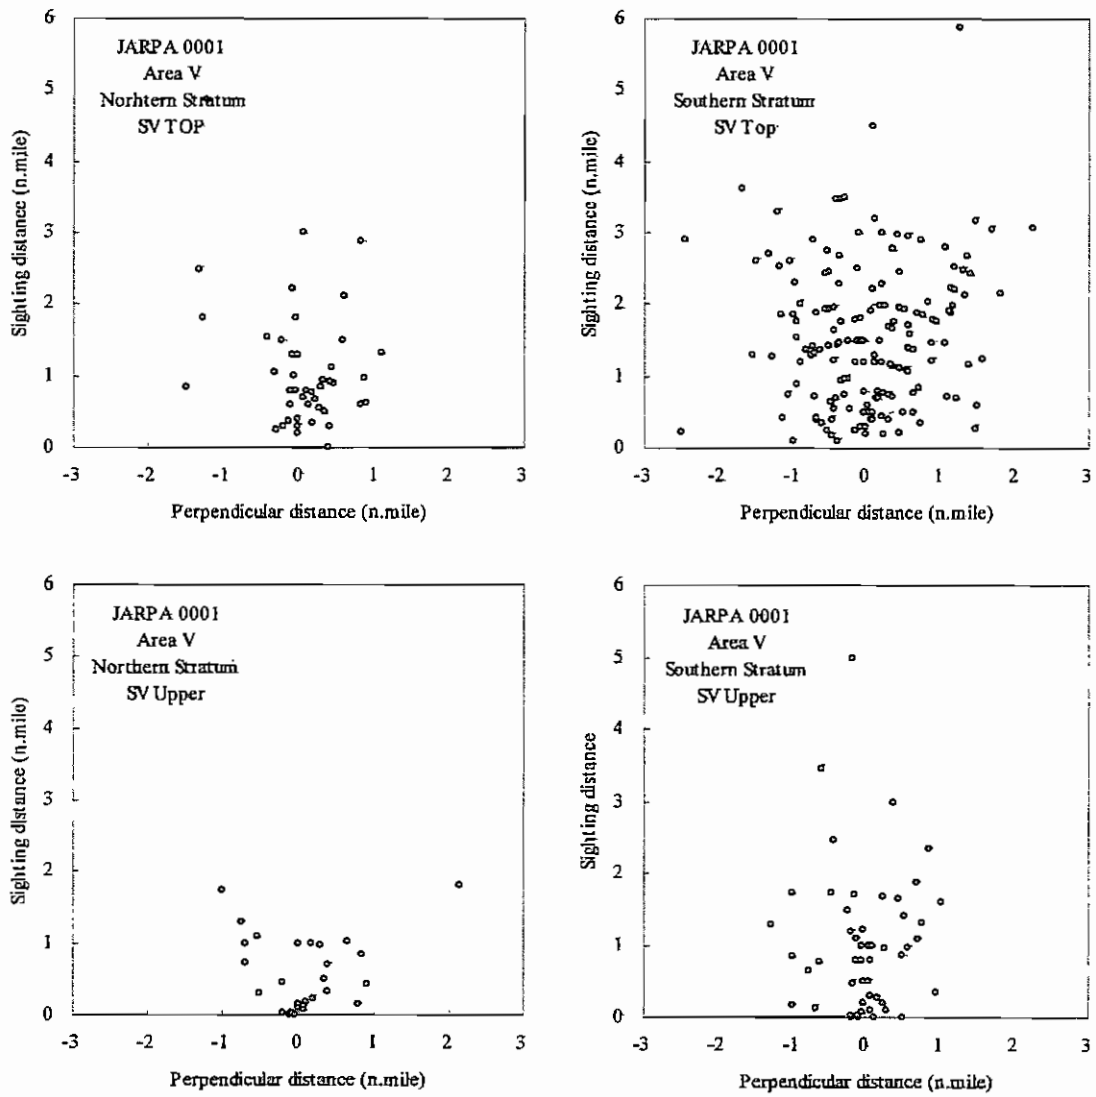 6
5
4
3
2
1
0
-3 -2 -1 0 1 2 3
Sighting distance (n.mile)
Perpendicular distance (n.mile)
JARPA 0001
Area V
Norhtern Stratum
SV TOP
6
5
4
3
2
1
0
-3 -2 -1 0 1 2 3
Sighting distance (n.mile)
Perpendicular distance (n.mile)
JARPA 0001
Area V
Southern Stratum
SV Top
6
5
4
3
2
1
0
-3 -2 -1 0 1 2 3
Sighting distance (n.mile)
Perpendicular distance (n.mile)
JARPA 0001
Area V
Northern Stratum
SV Upper
6
5
4
3
2
1
0
-3 -2 -1 0 1 2 3
Sighting distance
Perpendicular distance (n.mile)
JARPA 0001
Area V
Southern Stratum
SV Upper